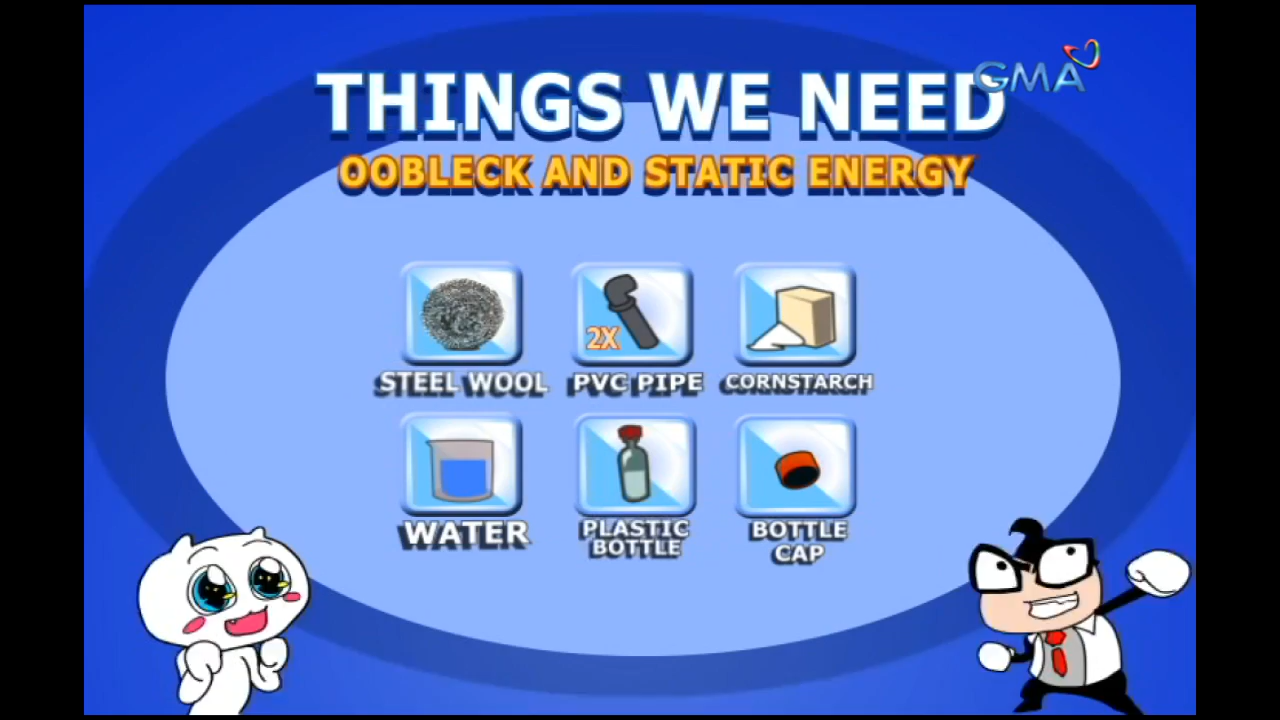 GMA
THINGS WE NEED
OOBLECK AND STATIC ENERGY
2X
STEEL WOOL
PVC PIPE
CORNSTARCH
WATER
PLASTIC
BOTTLE
BOTTLE
CAP